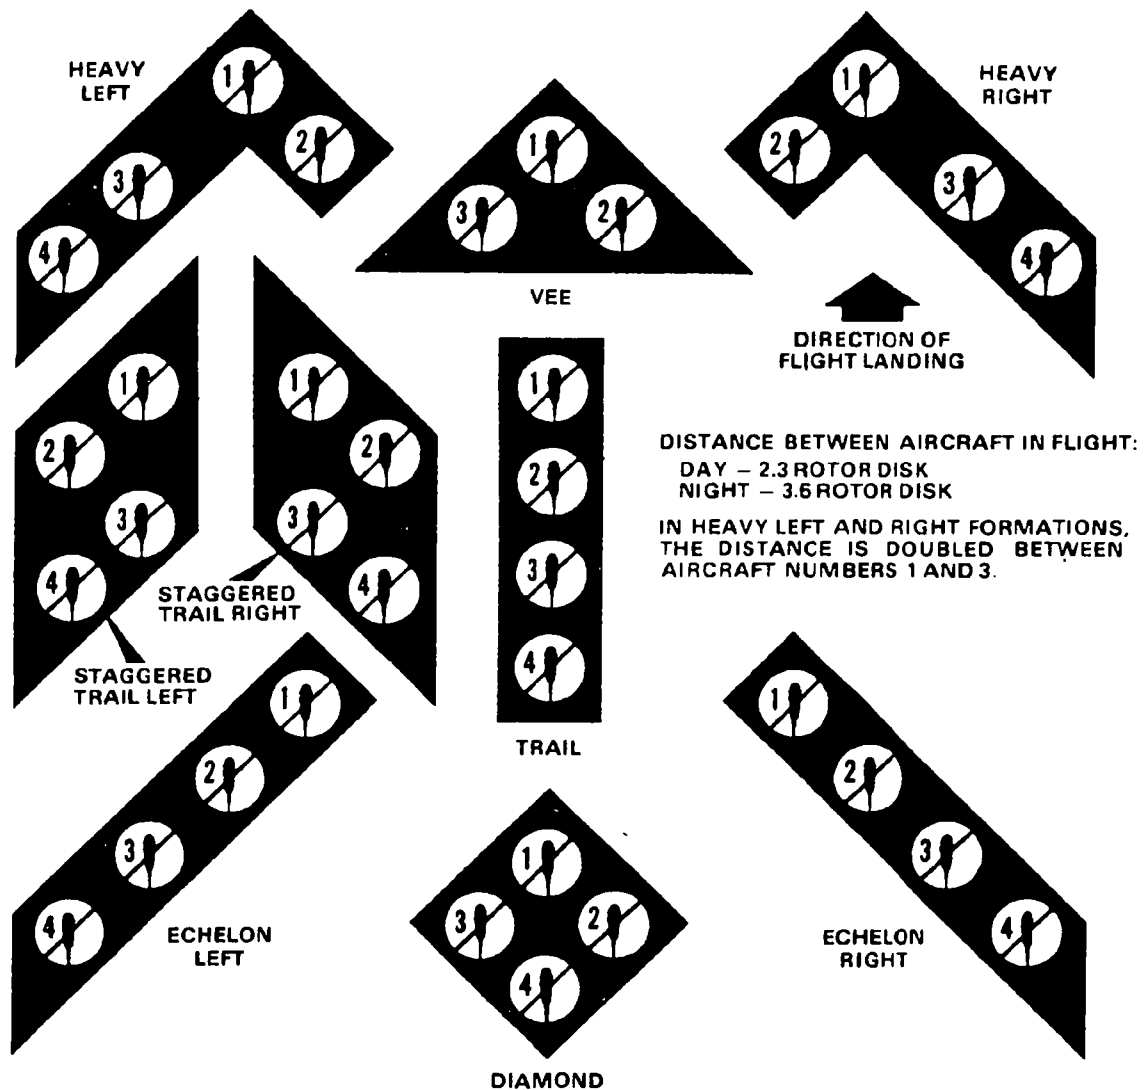 HEAVY
LEFT
1
2
3
4
VEE
1
3
2
HEAVY
RIGHT
1
2
3
4
DIRECTION OF
FLIGHT LANDING
DISTANCE BETWEEN AIRCRAFT IN FLIGHT:
DAY – 2.3 ROTOR DISK
NIGHT – 3.6 ROTOR DISK
IN HEAVY LEFT AND RIGHT FORMATIONS,
THE DISTANCE IS DOUBLED BETWEEN
AIRCRAFT NUMBERS 1 AND 3.
1
2
3
4
STAGGERED
TRAIL LEFT
1
2
3
4
STAGGERED
TRAIL RIGHT
1
2
3
4
TRAIL
1
2
3
4
ECHELON
LEFT
1
3
2
4
DIAMOND
1
2
3
4
ECHELON
RIGHT